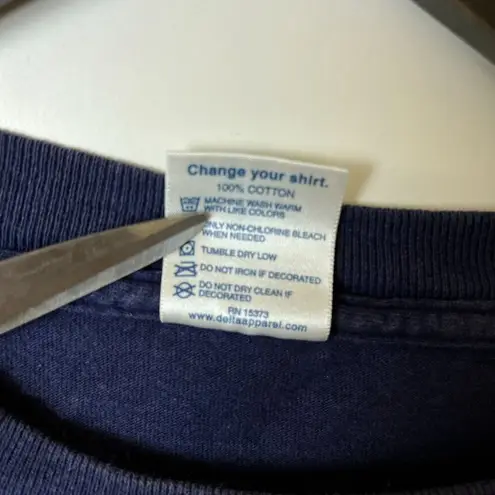 Change your shirt.
100% COTTON
MACHINE WASH WARM
WITH LIKE COLORS
ONLY NON-CHLORINE BLEACH
WHEN NEEDED
TUMBLE DRY LOW
DO NOT IRON IF DECORATED
DO NOT DRY CLEAN IF
DECORATED
RN 15373
www.deltaapparel.com